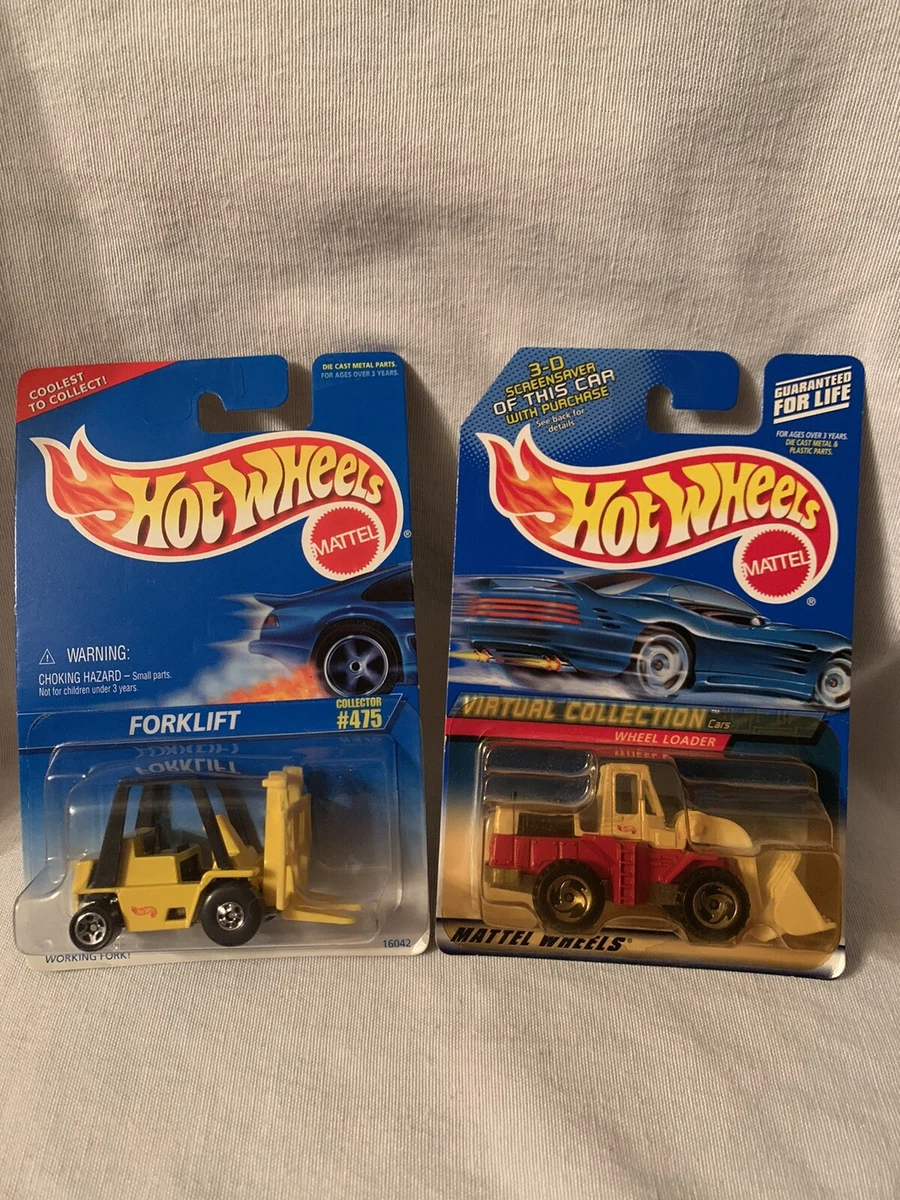 COOLEST
TO COLLECT!
DIE CAST METAL PARTS.
FOR AGES OVER 3 YEARS.
HOT WHEELS
MATTEL
®
⚠ WARNING:
CHOKING HAZARD – Small parts.
Not for children under 3 years.
FORKLIFT
COLLECTOR
#475
FORKLIFT
16042
WORKING FORK!
3-D
SCREENSAVER
OF THIS CAR
WITH PURCHASE
See back for
details.
GUARANTEED
FOR LIFE
FOR AGES OVER 3 YEARS.
DIE CAST METAL &
PLASTIC PARTS.
HOT WHEELS
MATTEL
®
VIRTUAL COLLECTION™
Cars
WHEEL LOADER
MATTEL WHEELS®